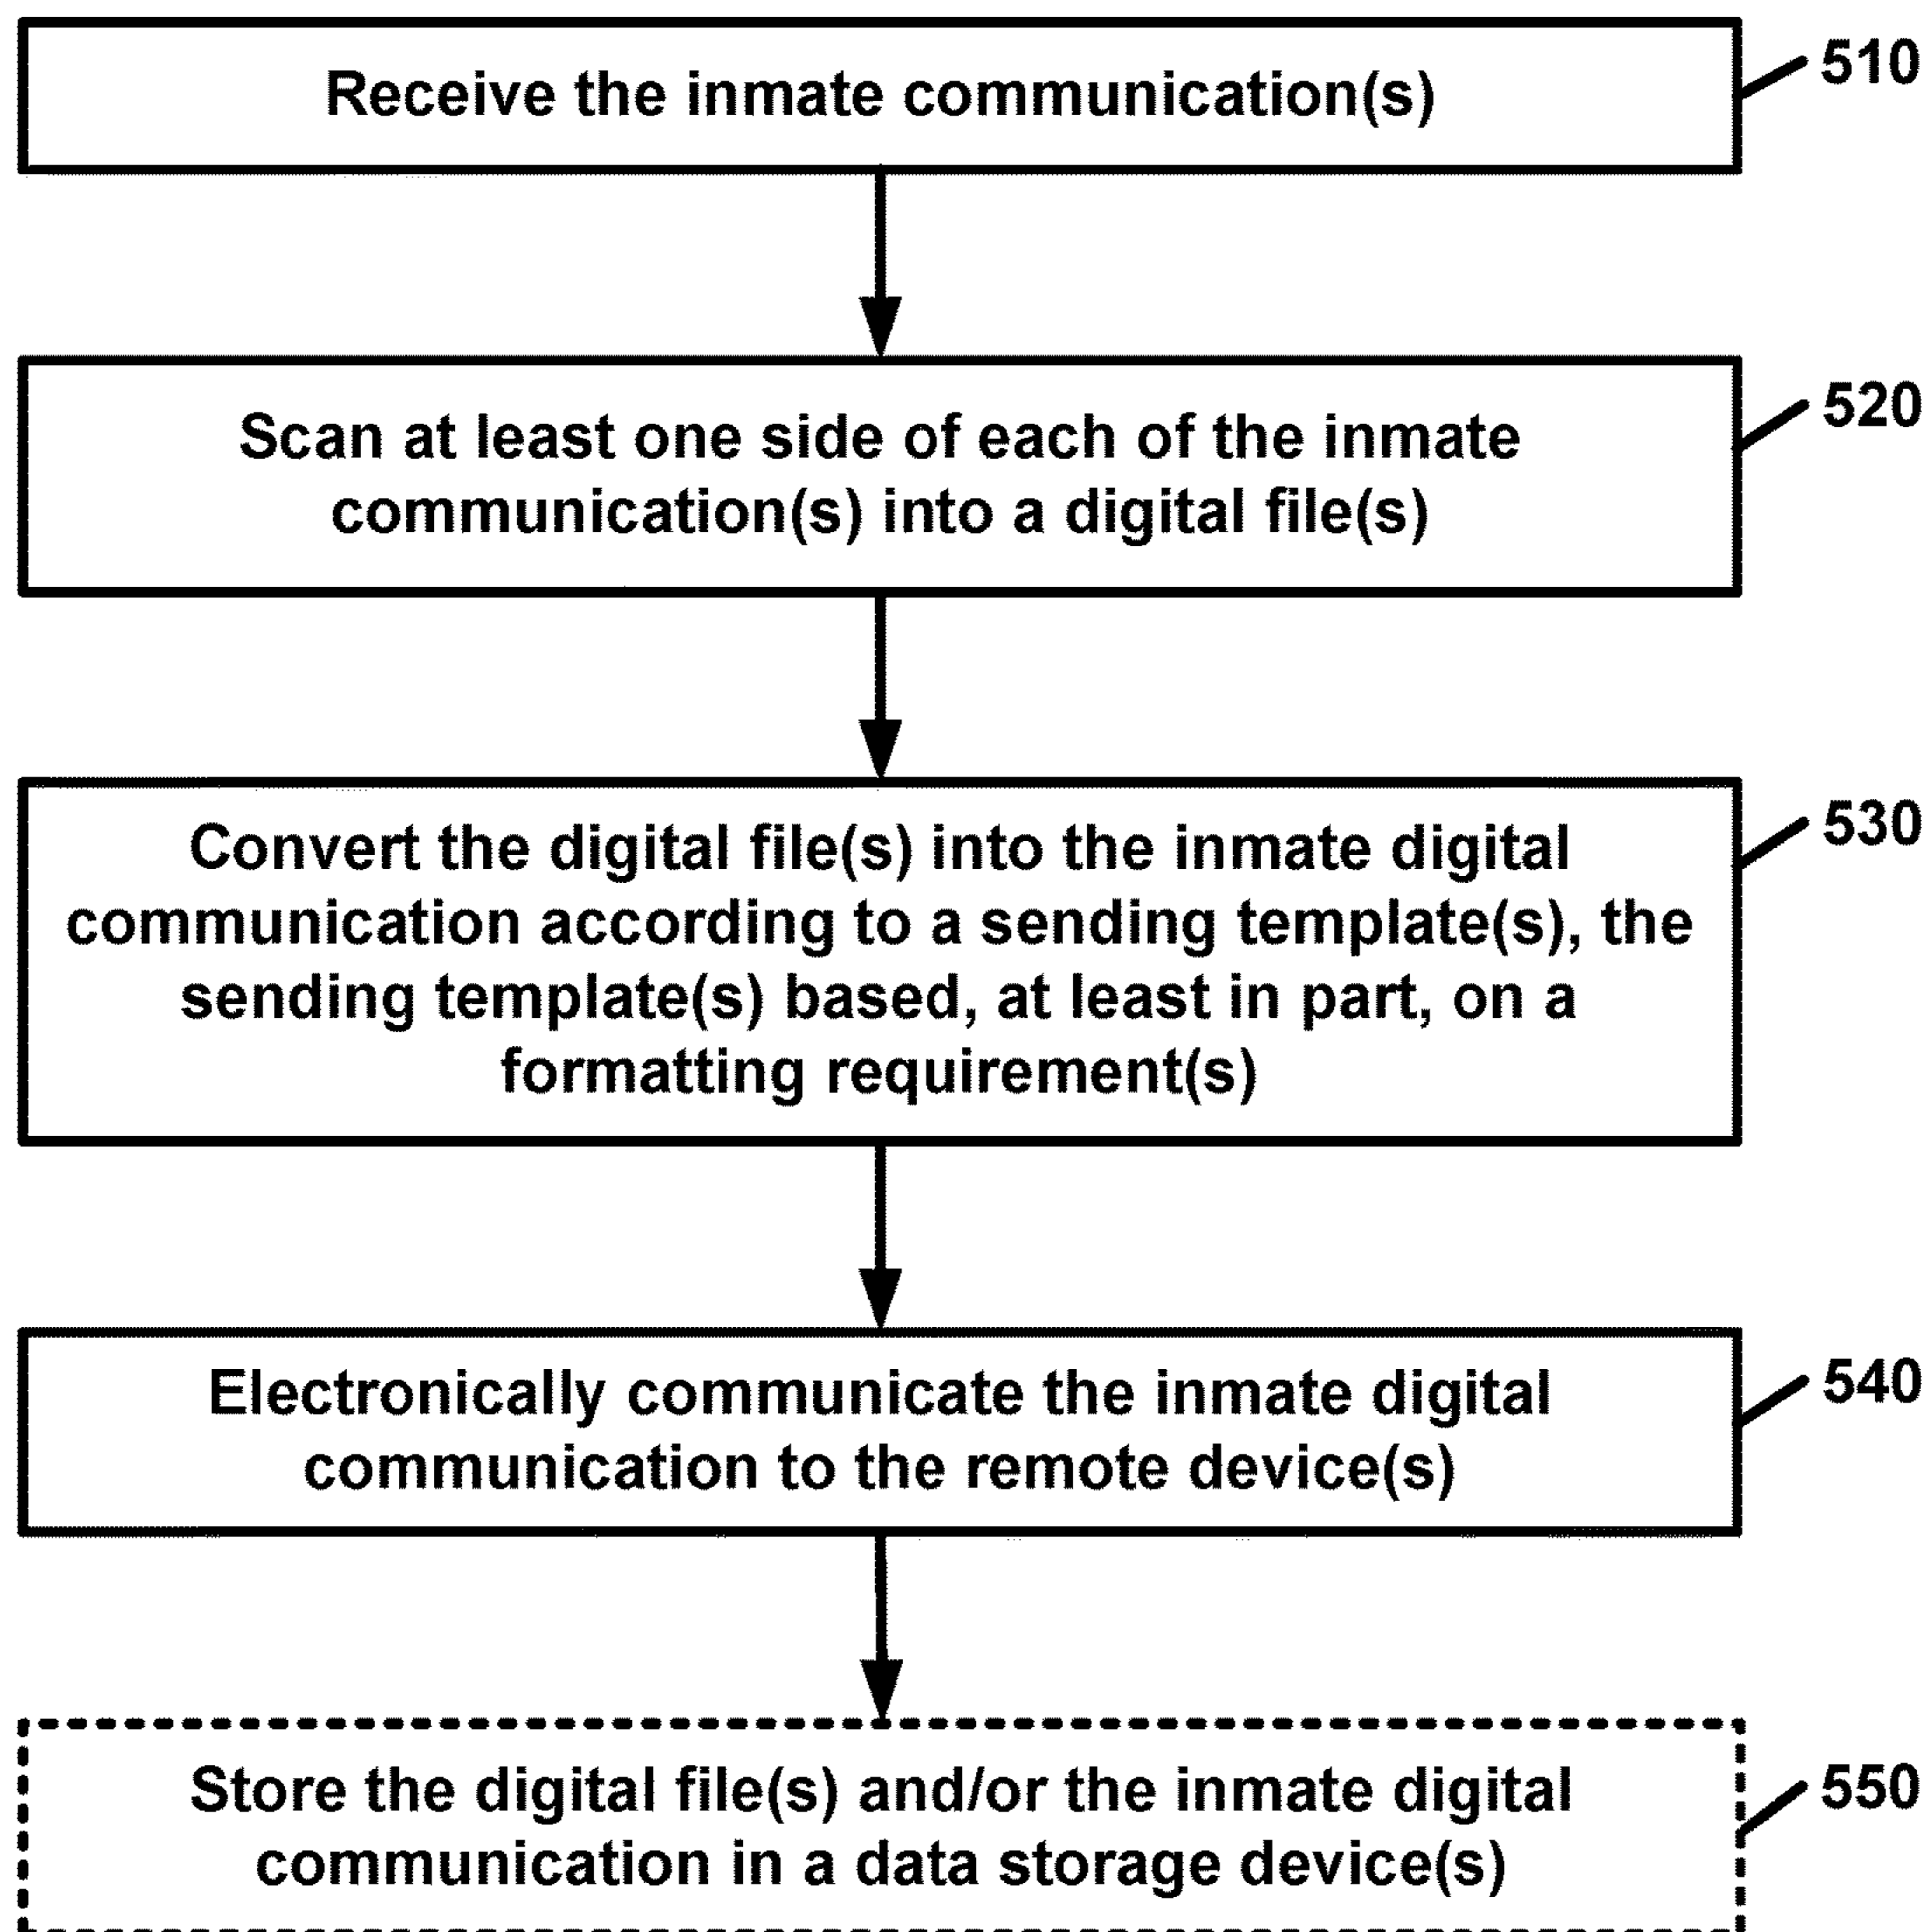 Receive the inmate communication(s)
510
Scan at least one side of each of the inmate
communication(s) into a digital file(s)
520
Convert the digital file(s) into the inmate digital
communication according to a sending template(s), the
sending template(s) based, at least in part, on a
formatting requirement(s)
530
Electronically communicate the inmate digital
communication to the remote device(s)
540
Store the digital file(s) and/or the inmate digital
communication in a data storage device(s)
550